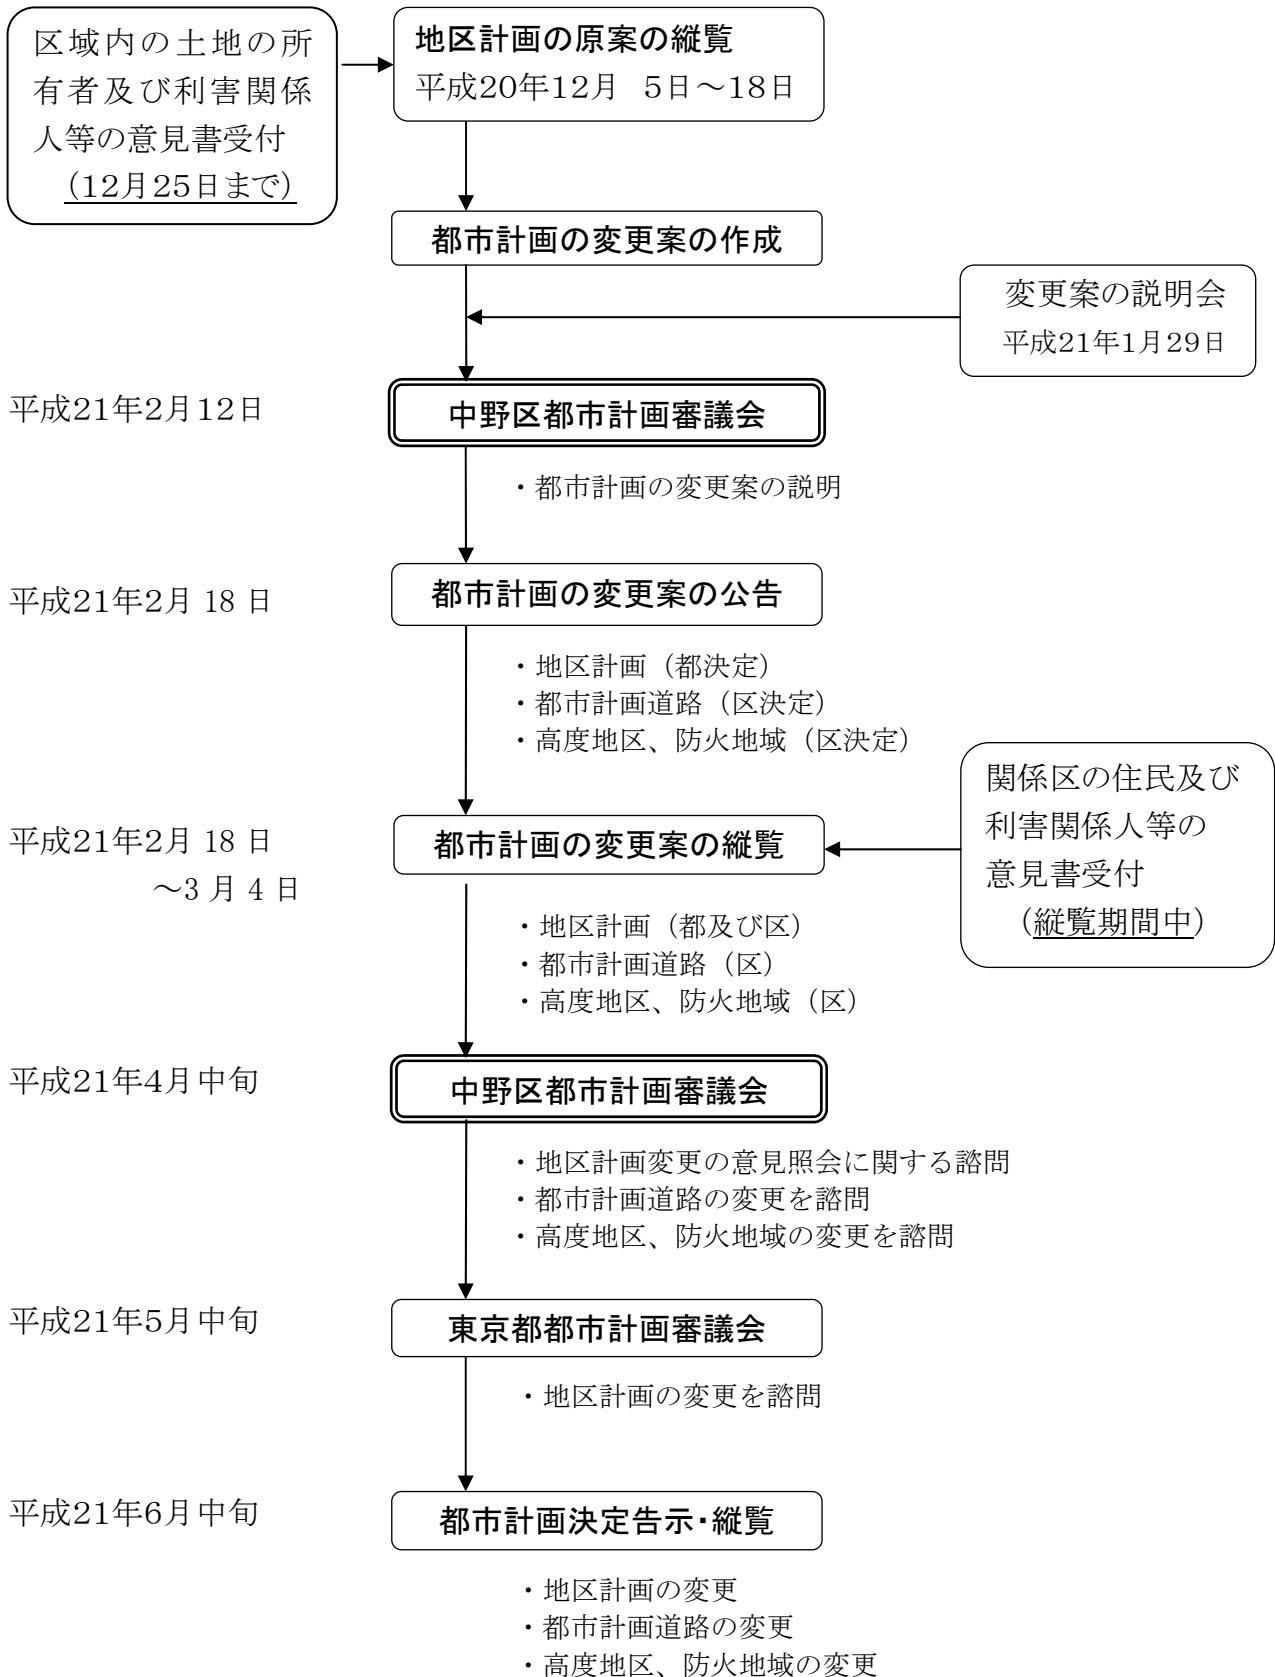 区域内の土地の所
有者及び利害関係
人等の意見書受付
(12月25日まで)
地区計画の原案の縦覧
平成20年12月 5日～18日
都市計画の変更案の作成
変更案の説明会
平成21年1月29日
平成21年2月12日
中野区都市計画審議会
・都市計画の変更案の説明
平成21年2月 18 日
都市計画の変更案の公告
・地区計画（都決定）
・都市計画道路（区決定）
・高度地区、防火地域（区決定）
平成21年2月 18 日
～3 月 4 日
都市計画の変更案の縦覧
関係区の住民及び
利害関係人等の
意見書受付
(縦覧期間中)
・地区計画（都及び区）
・都市計画道路（区）
・高度地区、防火地域（区）
平成21年4月中旬
中野区都市計画審議会
・地区計画変更の意見照会に関する諮問
・都市計画道路の変更を諮問
・高度地区、防火地域の変更を諮問
平成21年5月中旬
東京都都市計画審議会
・地区計画の変更を諮問
平成21年6月中旬
都市計画決定告示・縦覧
・地区計画の変更
・都市計画道路の変更
・高度地区、防火地域の変更